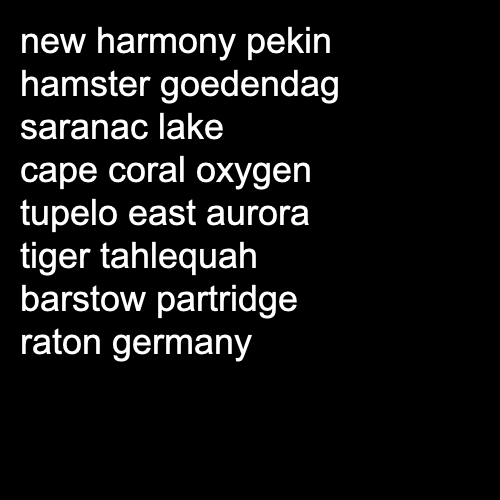 new harmony pekin
hamster goedendag
saranac lake
cape coral oxygen
tupelo east aurora
tiger tahlequah
barstow partridge
raton germany